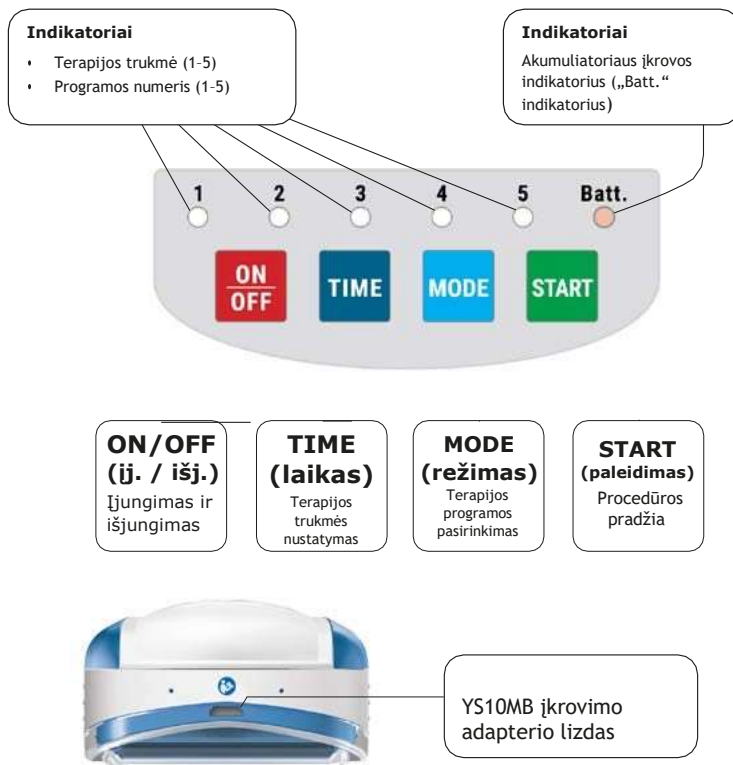 Indikatoriai
• Terapijos trukmė (1–5)
• Programos numeris (1–5)
Indikatoriai
Akumuliatoriaus įkrovos
indikatorius („Batt.“
indikatorius)
1 2 3 4 5 Batt.
ON
OFF
TIME
MODE
START
ON/OFF
(įj. / išj.)
Įjungimas ir
išjungimas
TIME
(laikas)
Terapijos
trukmės
nustatymas
MODE
(režimas)
Terapijos
programos
pasirinkimas
START
(paleidimas)
Procedūros
pradžia
YS10MB įkrovimo
adapterio lizdas